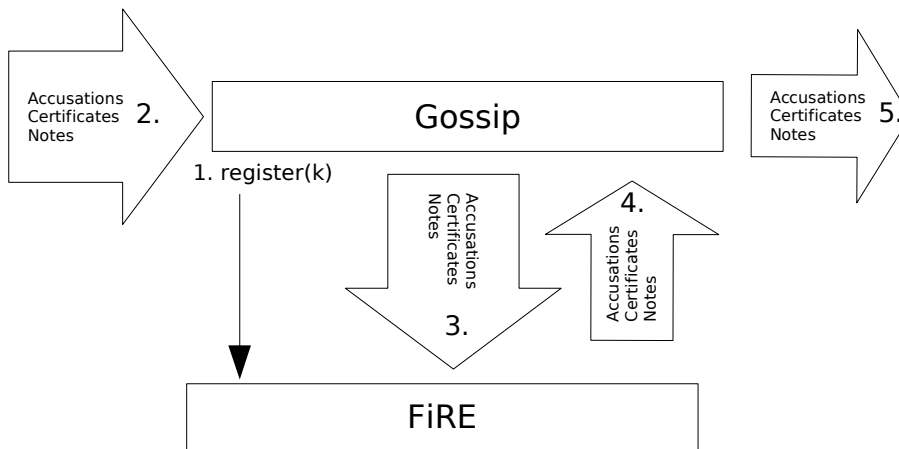 Accusations
Certificates
Notes
2.
Gossip
Accusations
Certificates
Notes
5.
1. register(k)
Accusations
Certificates
Notes
3.
4.
Accusations
Certificates
Notes
FiRE